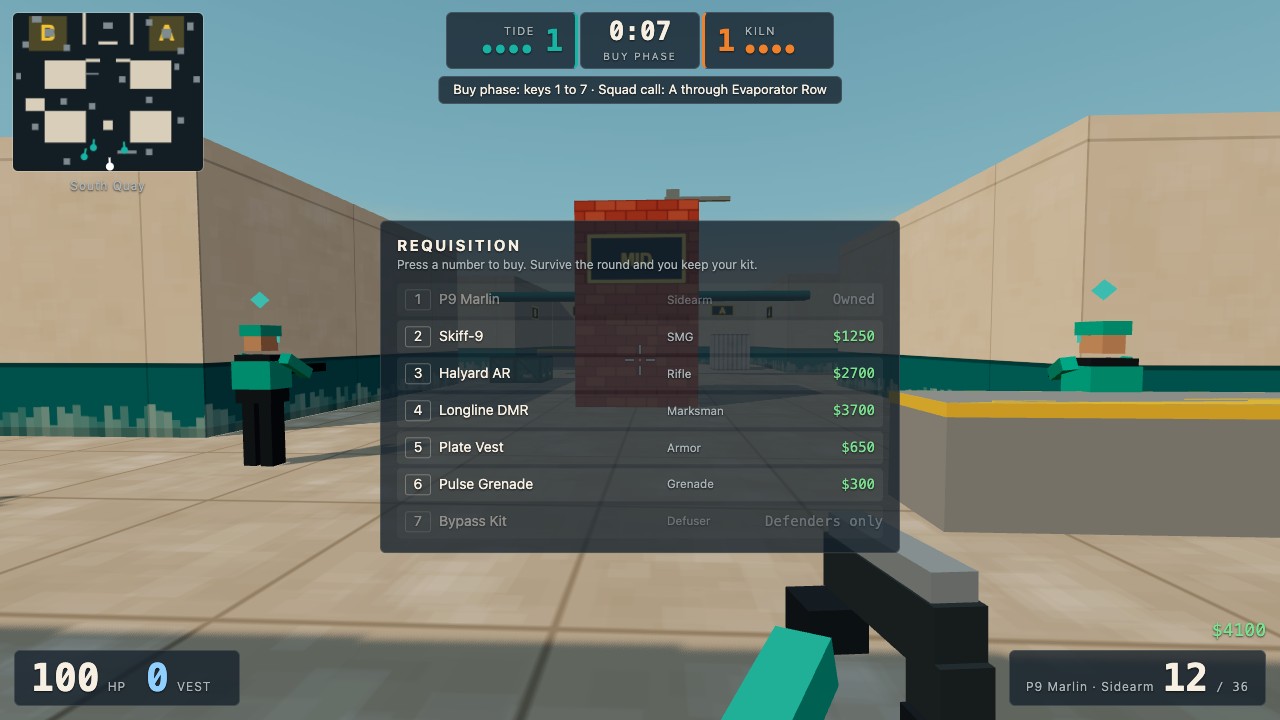 B A
South Quay
TIDE 1
0:07
BUY PHASE
1 KILN
Buy phase: keys 1 to 7 · Squad call: A through Evaporator Row
REQUISITION
MID
Press a number to buy. Survive the round and you keep your kit.
1 P9 Marlin Sidearm Owned
A
2 Skiff-9 SMG $1250
3 Halyard AR Rifle $2700
4 Longline DMR Marksman $3700
5 Plate Vest Armor $650
6 Pulse Grenade Grenade $300
7 Bypass Kit Defuser Defenders only
$4100
100 HP 0 VEST
P9 Marlin · Sidearm 12 / 36